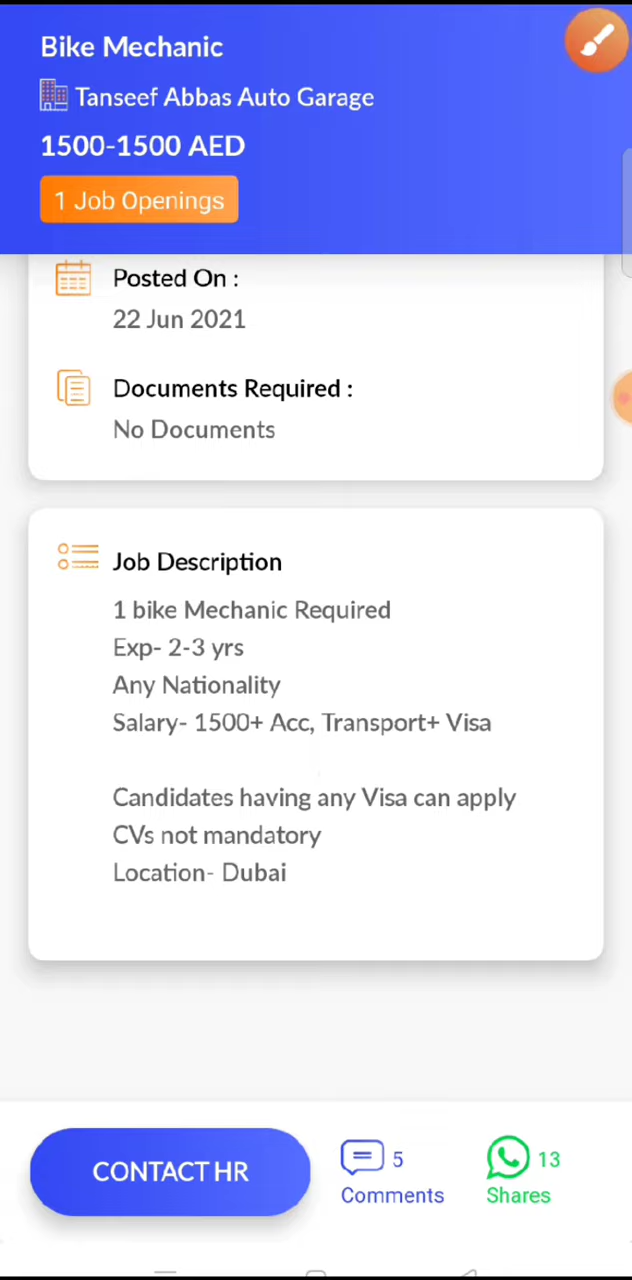 Bike Mechanic
Tanseef Abbas Auto Garage
1500-1500 AED
1 Job Openings
Posted On :
22 Jun 2021
Documents Required :
No Documents
Job Description
1 bike Mechanic Required
Exp- 2-3 yrs
Any Nationality
Salary- 1500+ Acc, Transport+ Visa
Candidates having any Visa can apply
CVs not mandatory
Location- Dubai
CONTACT HR
5
Comments
13
Shares